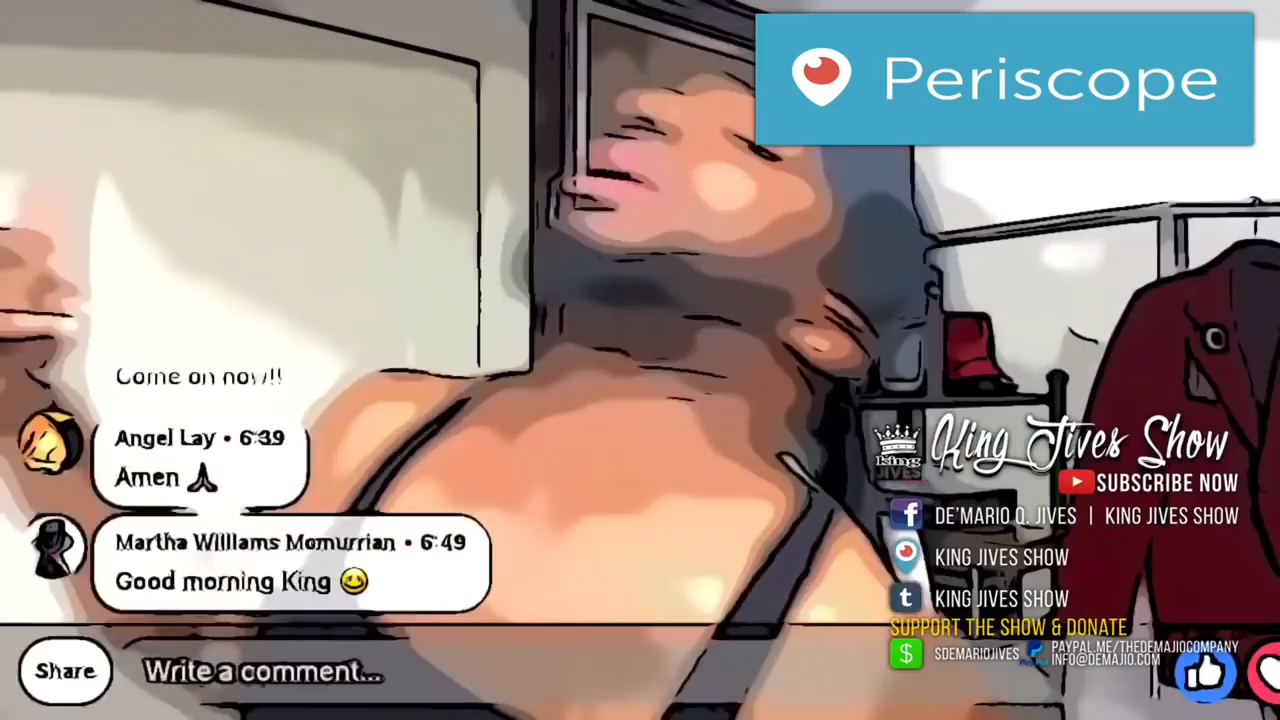 Periscope
Come on now!!
Angel Lay • 6:39
Amen 🙏
Martha Williams Momurrian • 6:49
Good morning King 😊
Share
Write a comment...
king
JIVES
King Jives Show
SUBSCRIBE NOW
DE'MARIO Q. JIVES | KING JIVES SHOW
KING JIVES SHOW
t KING JIVES SHOW
SUPPORT THE SHOW & DONATE
$ $DEMARIOJIVES
PAYPAL.ME/THEDEMAJIOCOMPANY
INFO@DEMAJIO.COM